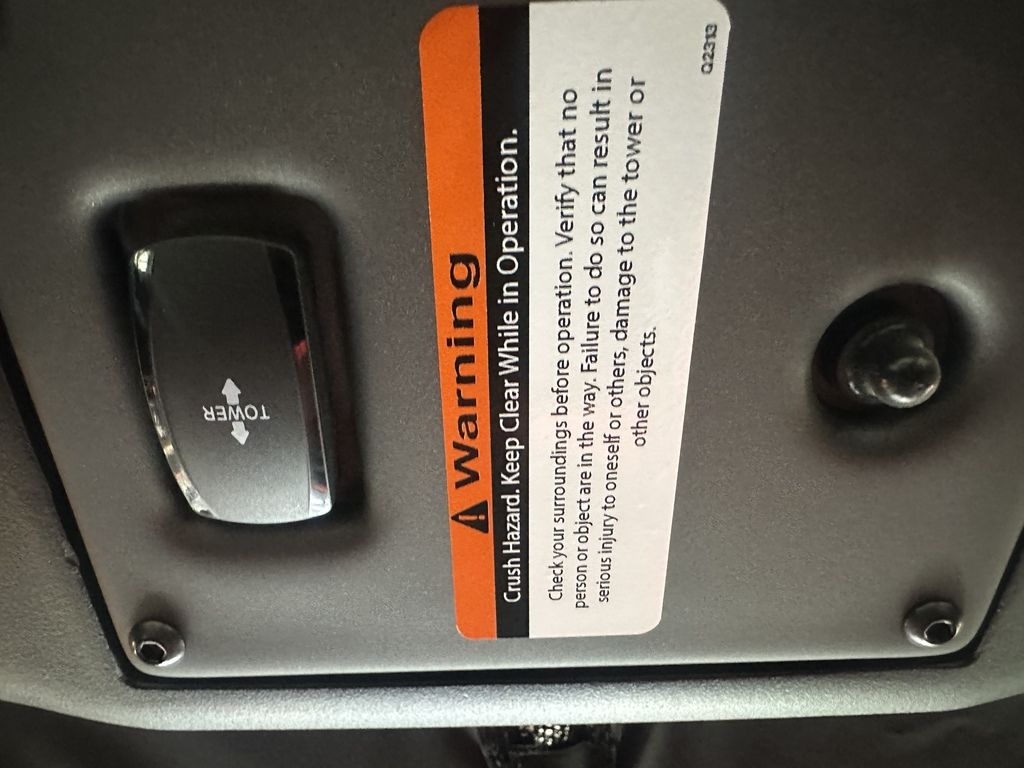 TOWER
Warning
Crush Hazard. Keep Clear While in Operation.
Check your surroundings before operation. Verify that no
person or object are in the way. Failure to do so can result in
serious injury to oneself or others, damage to the tower or
other objects.
Q2313